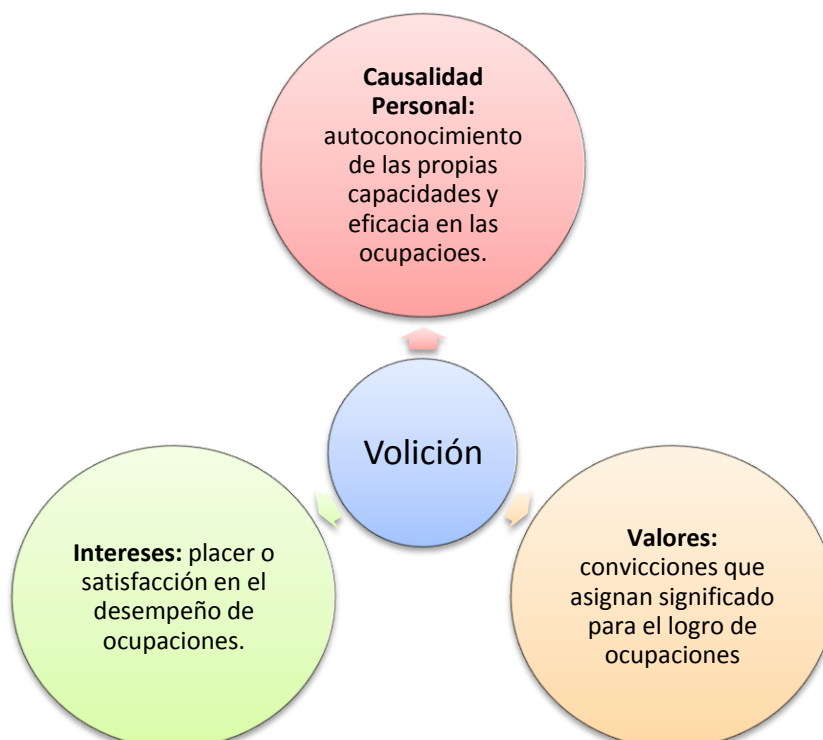 Causalidad
Personal:
autoconocimiento
de las propias
capacidades y
eficacia en las
ocupacioes.
Volición
Intereses: placer o
satisfacción en el
desempeño de
ocupaciones.
Valores:
convicciones que
asignan significado
para el logro de
ocupaciones